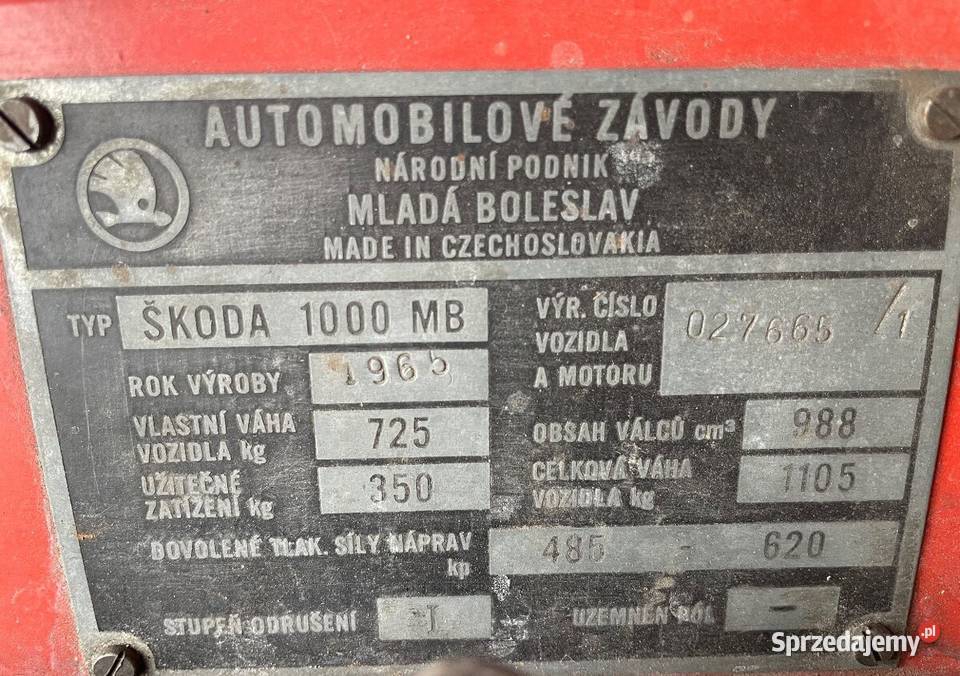 AUTOMOBILOVÉ ZÁVODY
NÁRODNÍ PODNIK
MLADÁ BOLESLAV
MADE IN CZECHOSLOVAKIA
TYP ŠKODA 1000 MB
ROK VÝROBY 1965
VLASTNÍ VÁHA
VOZIDLA kg 725
UŽITEČNÉ
ZATÍŽENÍ kg 350
VÝR. ČÍSLO
VOZIDLA
A MOTORU 027665/1
OBSAH VÁLCŮ cm³ 988
CELKOVÁ VÁHA
VOZIDLA kg 1105
DOVOLENÉ TLAK. SÍLY NÁPRAV
kp 485 - 620
STUPEŇ ODRUŠENÍ -I
UZEMNĚN PÓL -
Sprzedajemy.pl